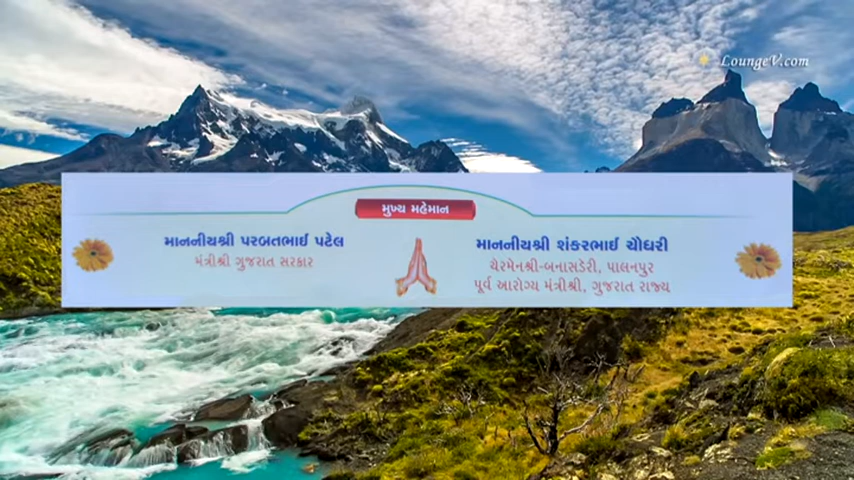 LoungeV.com
મુખ્ય મહેમાન
માનનીયશ્રી પરબતભાઈ પટેલ
મંત્રીશ્રી ગુજરાત સરકાર
માનનીયશ્રી શંકરભાઈ ચૌધરી
ચેરમેનશ્રી-બનાસડેરી, પાલનપુર
પૂર્વ આરોગ્ય મંત્રીશ્રી, ગુજરાત રાજ્ય